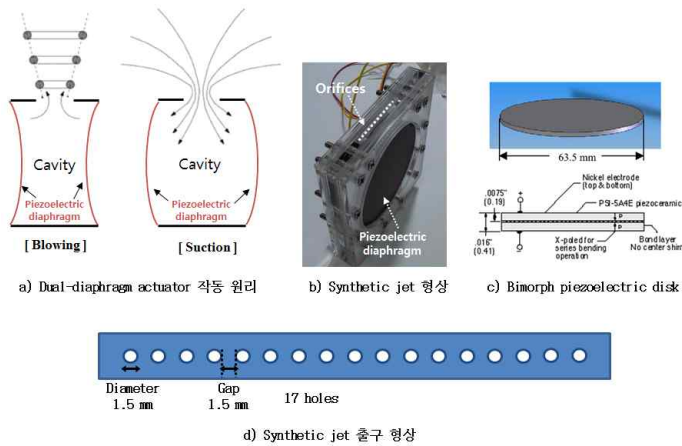 Cavity
Piezoelectric
diaphragm
[ Blowing ]
Cavity
Piezoelectric
diaphragm
[ Suction ]
a) Dual-diaphragm actuator 작동 원리
Orifices
Piezoelectric
diaphragm
b) Synthetic jet 형상
63.5 mm
Nickel electrode
(top & bottom)
PSI-5A4E piezoceramic
.0075"
(0.19)
.016"
(0.41)
+
P
P
−
X-poled for
series bending
operation
Bond layer
No center shim
c) Bimorph piezoelectric disk
Diameter
1.5 mm
Gap
1.5 mm
17 holes
d) Synthetic jet 출구 형상